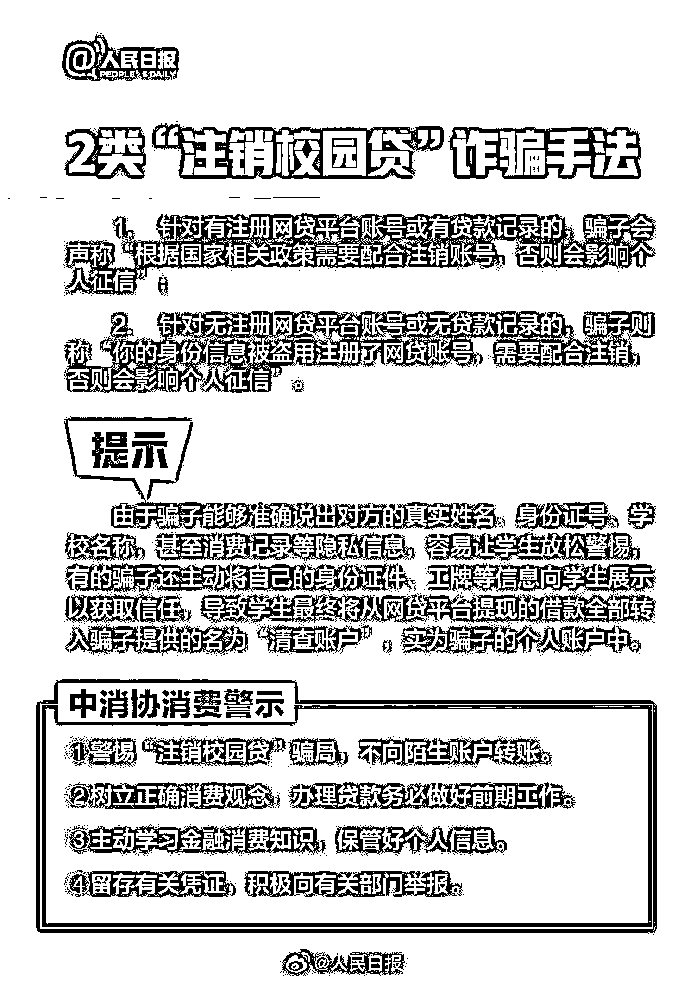 @人民日报
PEOPLE'S DAILY
2类“注销校园贷”诈骗手法
1. 针对有注册网贷平台账号或有贷款记录的,骗子会
声称“根据国家相关政策需要配合注销账号,否则会影响个
人征信”;
2. 针对无注册网贷平台账号或无贷款记录的,骗子则
称“你的身份信息被盗用注册了网贷账号,需要配合注销,
否则会影响个人征信”。
提示
由于骗子能够准确说出对方的真实姓名、身份证号、学
校名称,甚至消费记录等隐私信息,容易让学生放松警惕,
有的骗子还主动将自己的身份证件、工牌等信息向学生展示
以获取信任,导致学生最终将从网贷平台提现的借款全部转
入骗子提供的名为“清查账户”,实为骗子的个人账户中。
中消协消费警示
①警惕“注销校园贷”骗局,不向陌生账户转账。
②树立正确消费观念,办理贷款务必做好前期工作。
③主动学习金融消费知识,保管好个人信息。
④留存有关凭证,积极向有关部门举报。
@人民日报